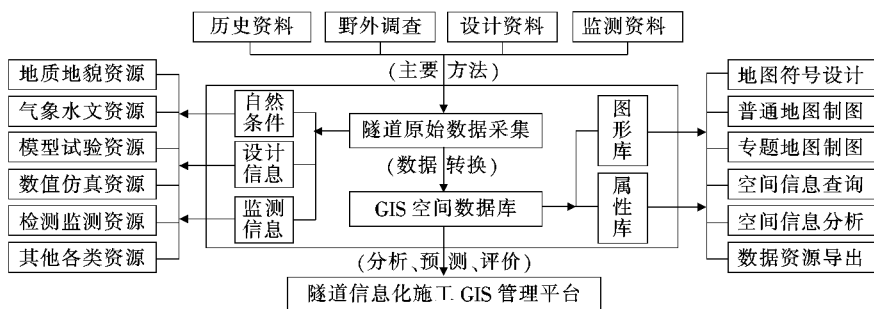 历史资料
野外调查
设计资料
监测资料
(主要方法)
地质地貌资源
气象水文资源
模型试验资源
数值仿真资源
检测监测资源
其他各类资源
自然
条件
设计
信息
监测
信息
隧道原始数据采集
(数据转换)
GIS空间数据库
图
形
库
属
性
库
地图符号设计
普通地图制图
专题地图制图
空间信息查询
空间信息分析
数据资源导出
(分析、预测、评价)
隧道信息化施工GIS管理平台